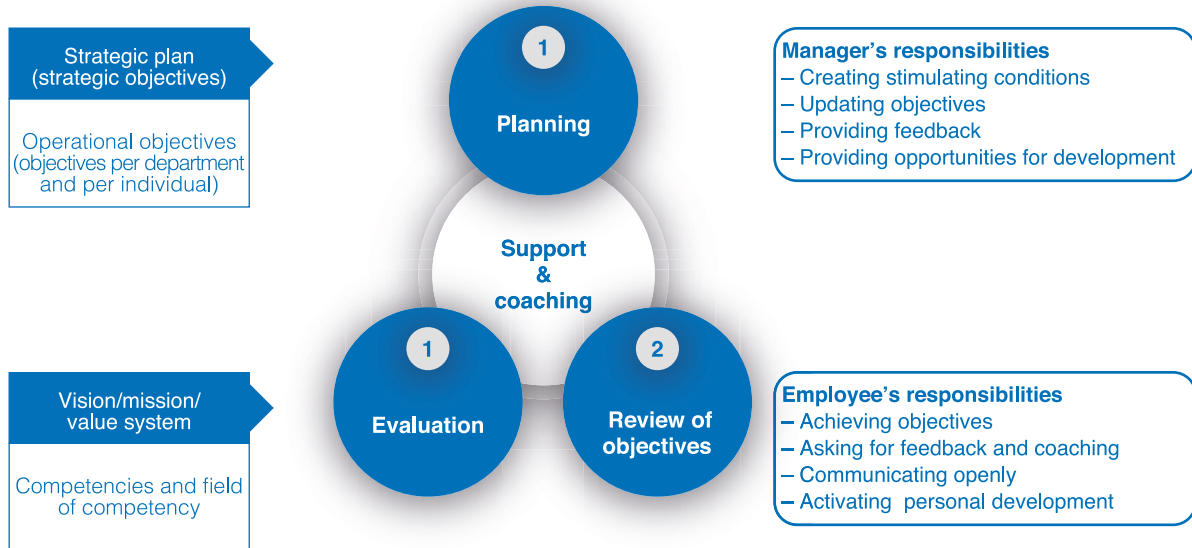 Strategic plan
(strategic objectives)
Operational objectives
(objectives per department
and per individual)
Vision/mission/
value system
Competencies and field
of competency
1
Planning
Support
&
coaching
1
Evaluation
2
Review of
objectives
Manager’s responsibilities
– Creating stimulating conditions
– Updating objectives
– Providing feedback
– Providing opportunities for development
Employee’s responsibilities
– Achieving objectives
– Asking for feedback and coaching
– Communicating openly
– Activating personal development